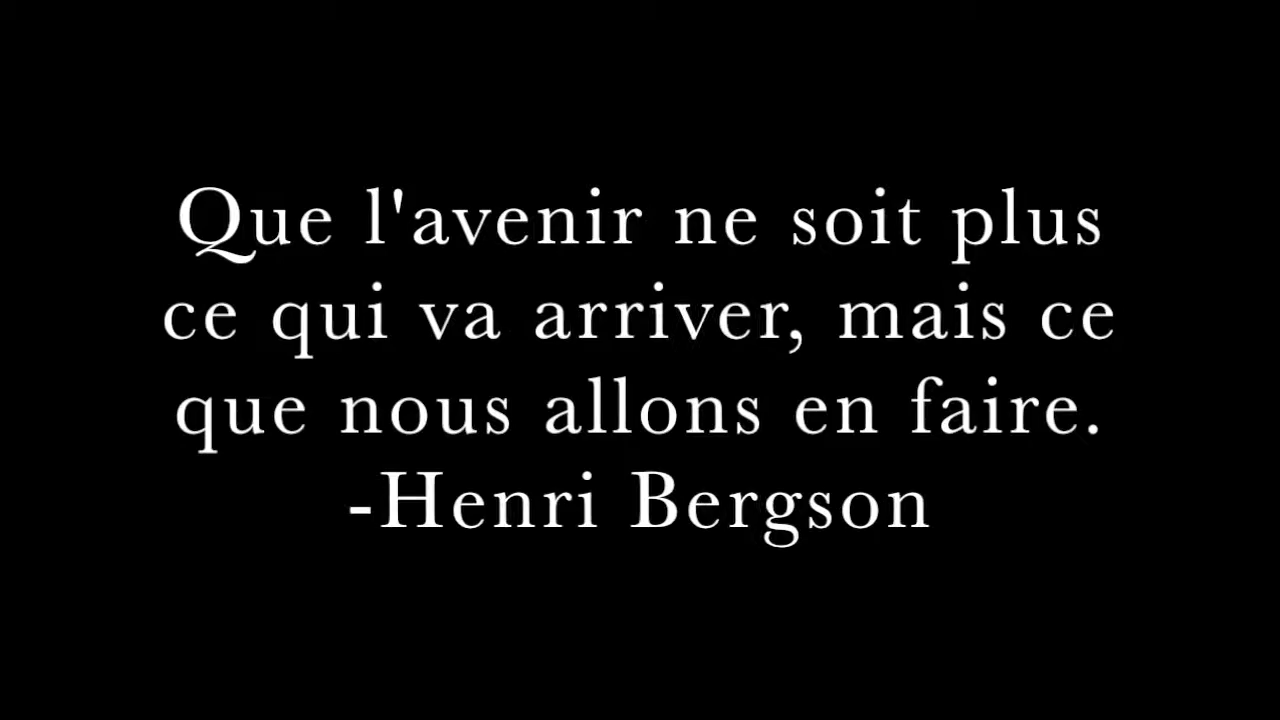 Que l'avenir ne soit plus
ce qui va arriver, mais ce
que nous allons en faire.
-Henri Bergson